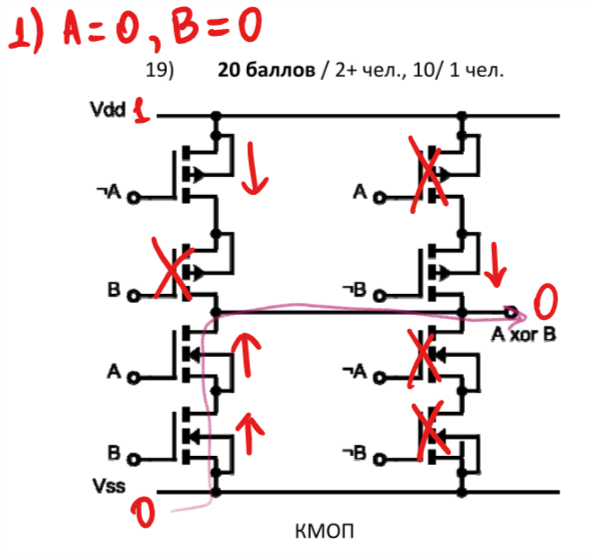 1) A=0, B=0
19) 20 баллов / 2+ чел., 10/ 1 чел.
Vdd 1
¬A
A
B
¬B
0
A xor B
A
¬A
B
¬B
Vss
0
КМОП